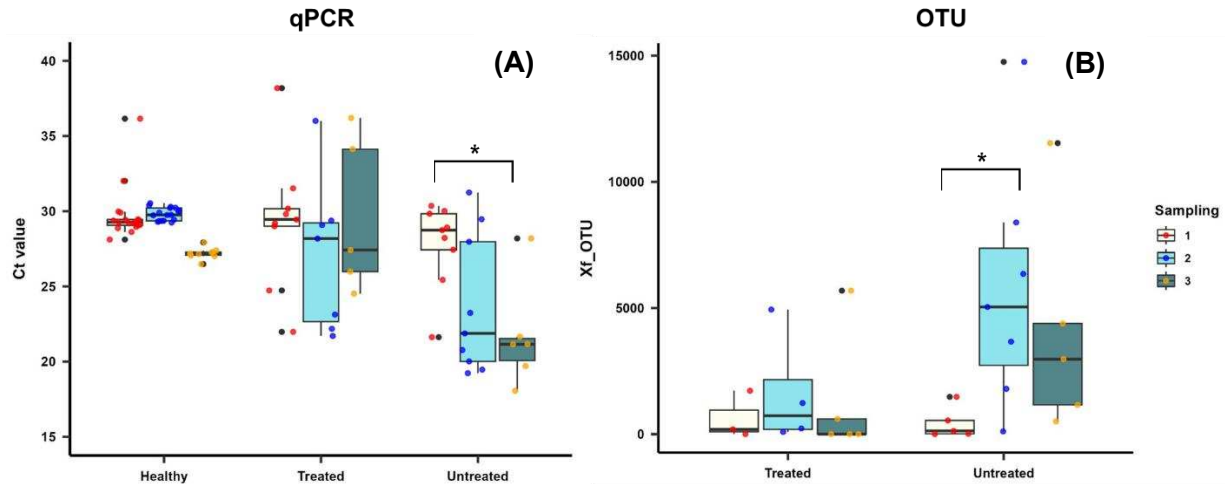 qPCR
(A)
Ct value
40
35
30
25
20
15
*
Healthy
Treated
Untreated
OTU
(B)
Xf_OTU
15000
10000
5000
0
*
Treated
Untreated
Sampling
1
2
3